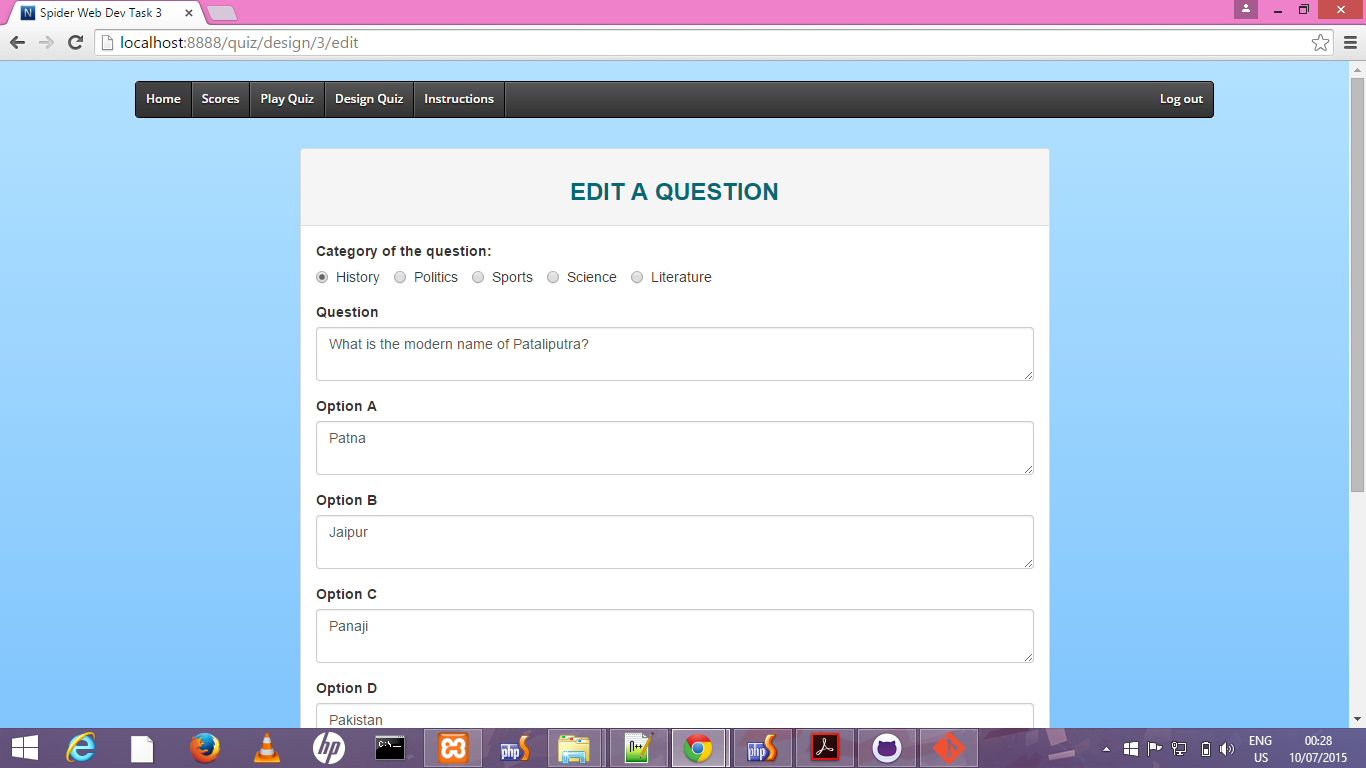 Spider Web Dev Task 3
localhost:8888/quiz/design/3/edit
Home Scores Play Quiz Design Quiz Instructions Log out
EDIT A QUESTION
Category of the question:
History Politics Sports Science Literature
Question
What is the modern name of Pataliputra?
Option A
Patna
Option B
Jaipur
Option C
Panaji
Option D
Pakistan
ENG 00:28
US 10/07/2015